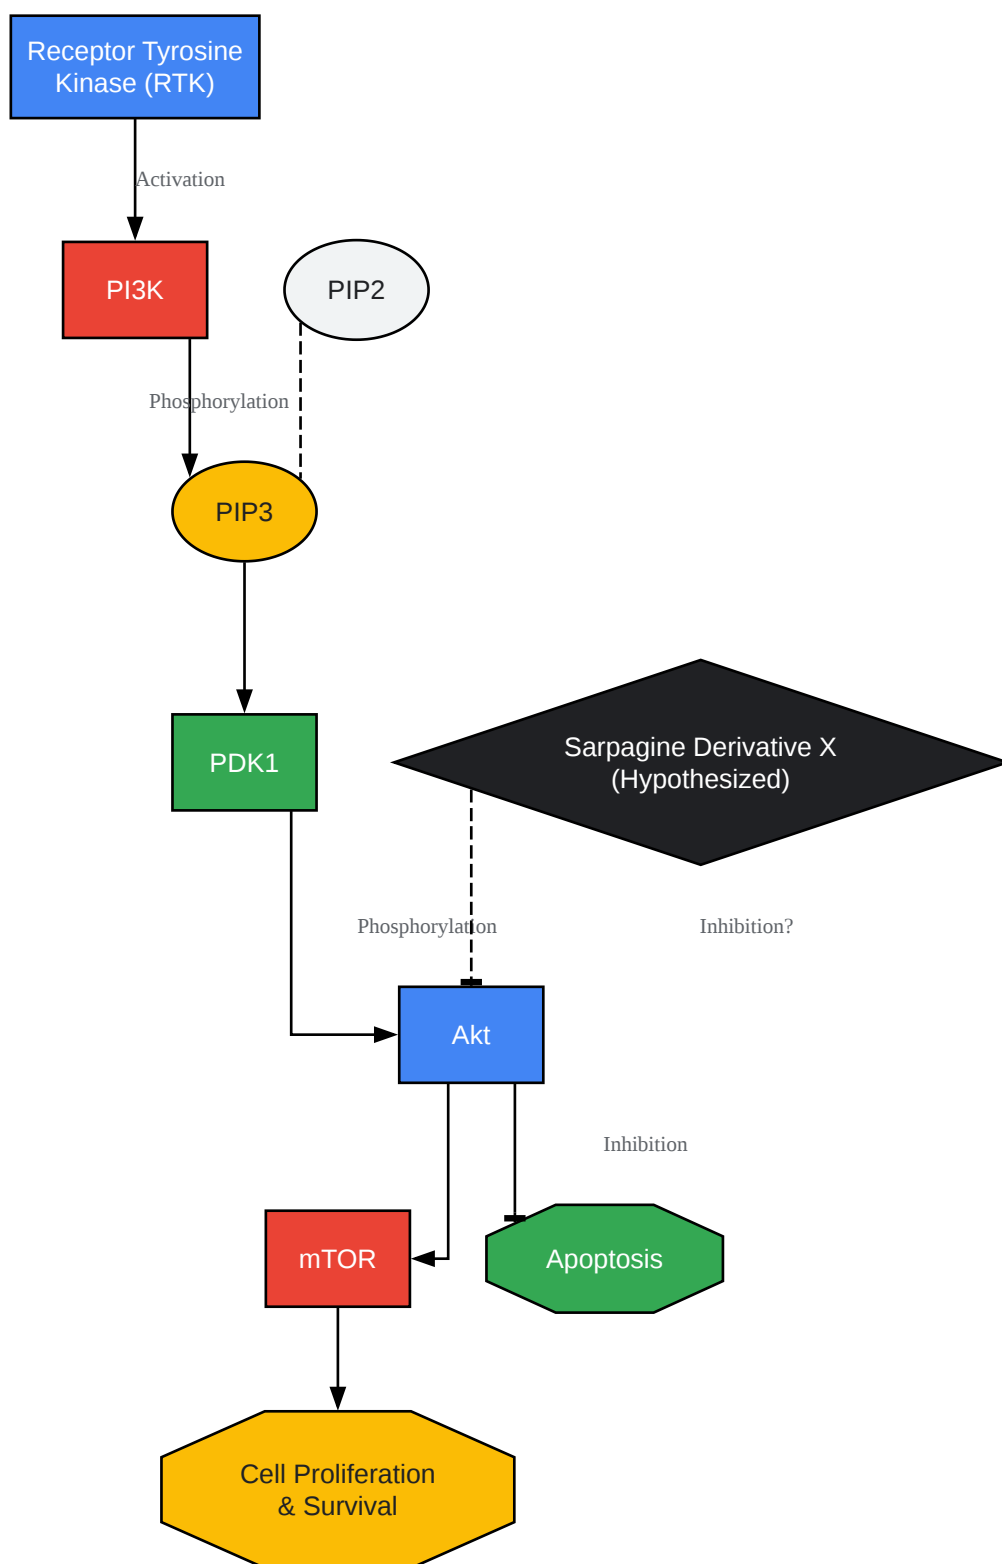 Receptor Tyrosine
Kinase (RTK)
Activation
PI3K
PIP2
Phosphorylation
PIP3
PDK1
Sarpagine Derivative X
(Hypothesized)
Phosphorylation
Inhibition?
Akt
Inhibition
mTOR
Apoptosis
Cell Proliferation
& Survival